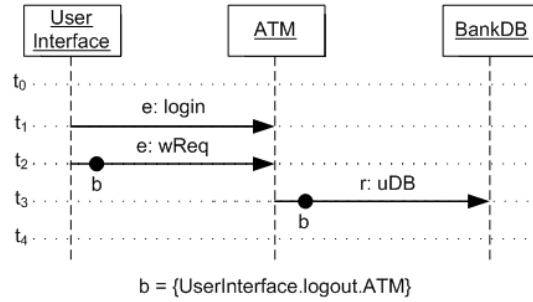 User
Interface
ATM
BankDB
t0
e: login
t1
e: wReq
t2
b
r: uDB
t3
b
t4
b = {UserInterface.logout.ATM}